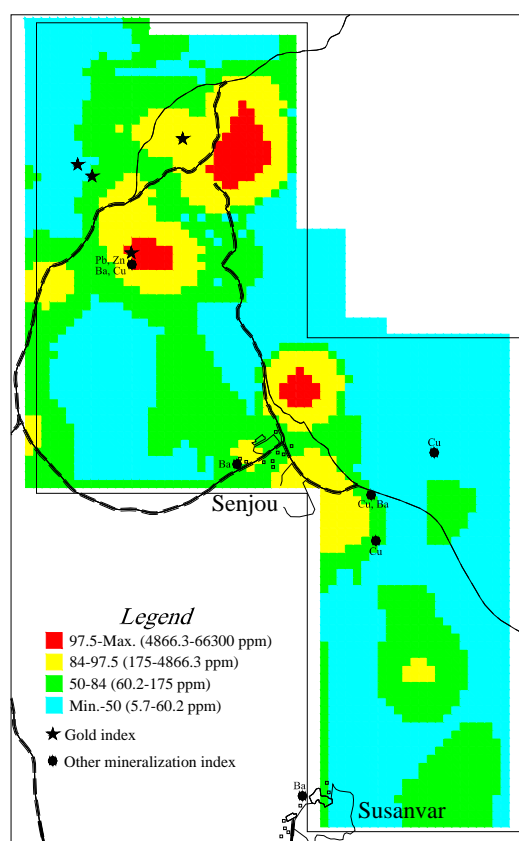 Pb, Zn
Ba, Cu
Cu
Ba
Cu, Ba
Senjou
Cu
Legend
97.5-Max. (4866.3-66300 ppm)
84-97.5 (175-4866.3 ppm)
50-84 (60.2-175 ppm)
Min.-50 (5.7-60.2 ppm)
Gold index
Other mineralization index
Ba
Susanvar